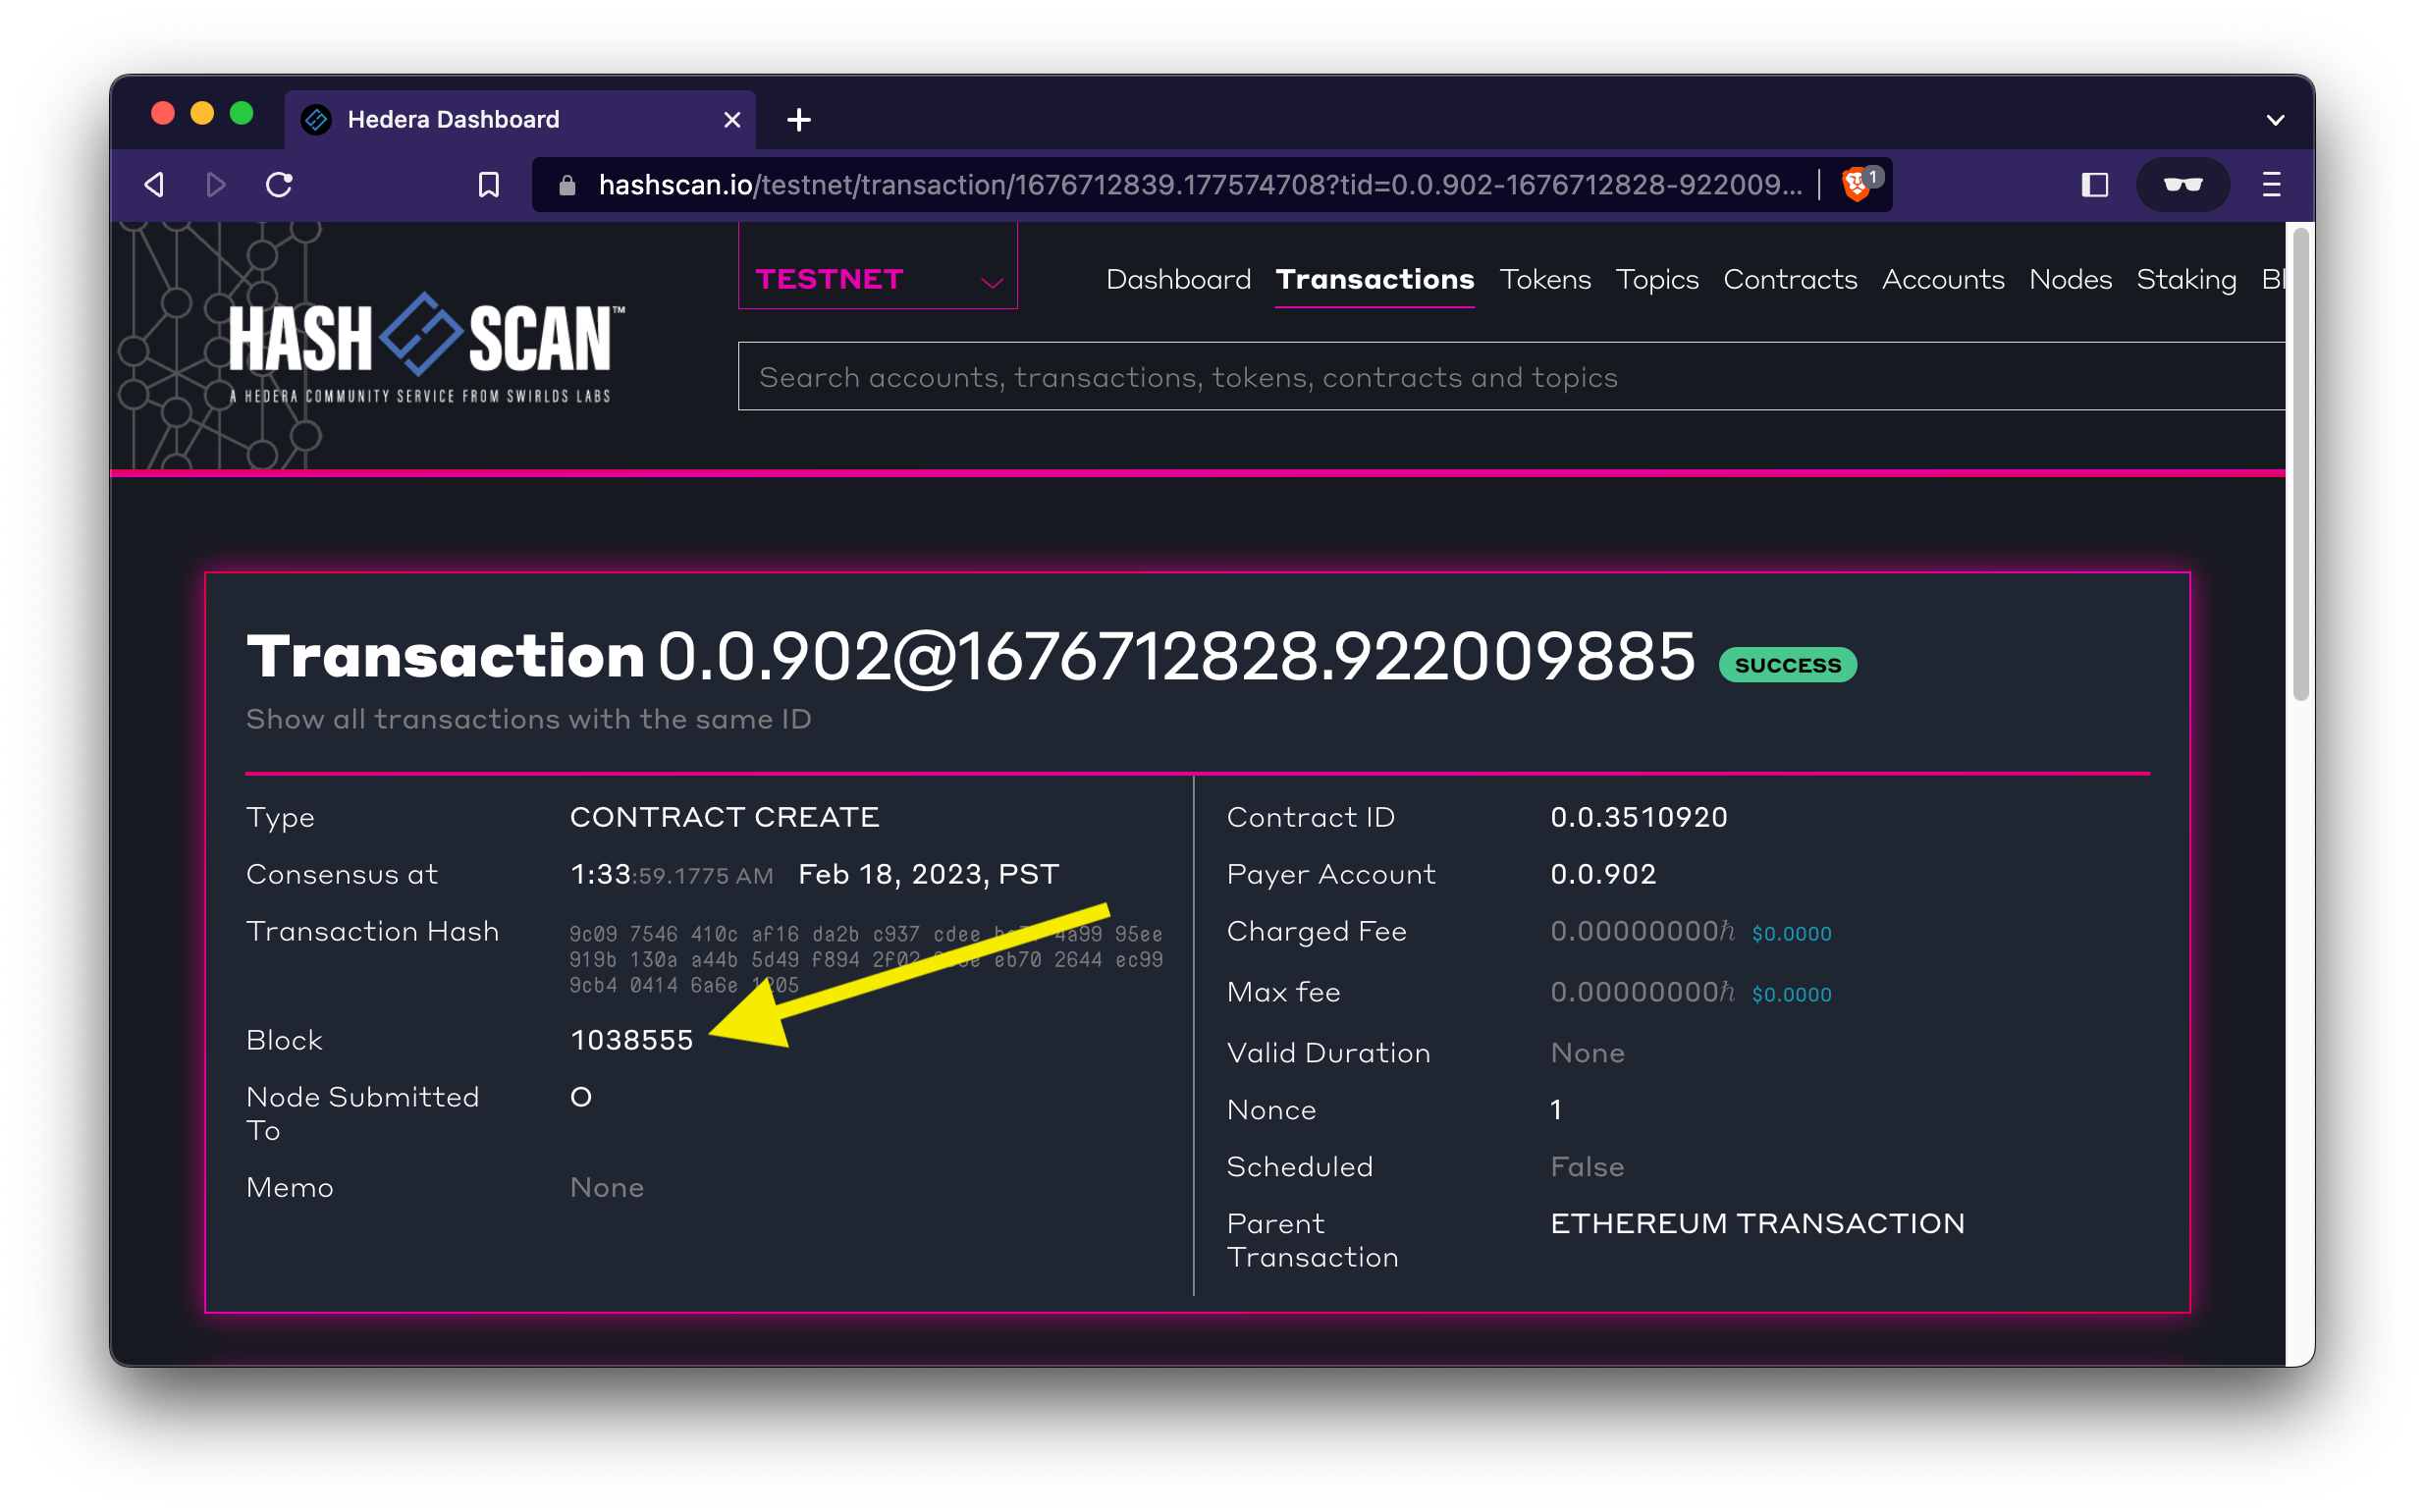 Hedera Dashboard
hashscan.io/testnet/transaction/1676712839.177574708?tid=0.0.902-1676712828-922009...
1
TESTNET
Dashboard Transactions Tokens Topics Contracts Accounts Nodes Staking Bl
HASH SCAN™
A HEDERA COMMUNITY SERVICE FROM SWIRLDS LABS
Search accounts, transactions, tokens, contracts and topics
Transaction 0.0.902@1676712828.922009885 SUCCESS
Show all transactions with the same ID
Type CONTRACT CREATE
Consensus at 1:33:59.1775 AM Feb 18, 2023, PST
Transaction Hash 9c09 7546 410c af16 da2b c937 cdee 4a99 95ee
919b 130a a44b 5d49 f894 2f02 eb70 2644 ec99
9cb4 0414 6a6e
Block 1038555
Node Submitted
To
O
Memo None
Contract ID 0.0.3510920
Payer Account 0.0.902
Charged Fee 0.00000000ℏ $0.0000
Max fee 0.00000000ℏ $0.0000
Valid Duration None
Nonce 1
Scheduled False
Parent
Transaction
ETHEREUM TRANSACTION